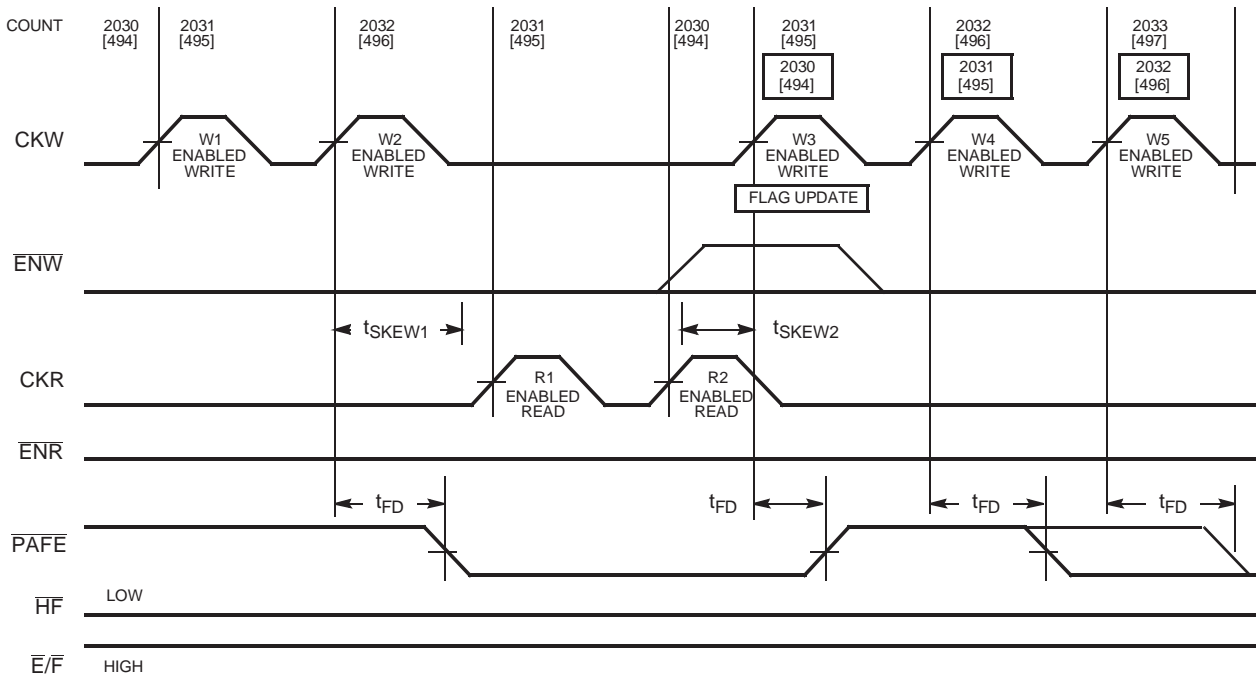 COUNT
2030
[494]
2031
[495]
2032
[496]
2031
[495]
2030
[494]
2031
[495]
2032
[496]
2033
[497]
2030
[494]
2031
[495]
2032
[496]
CKW
W1
ENABLED
WRITE
W2
ENABLED
WRITE
W3
ENABLED
WRITE
W4
ENABLED
WRITE
W5
ENABLED
WRITE
FLAG UPDATE
ENW
tSKEW1
tSKEW2
CKR
R1
ENABLED
READ
R2
ENABLED
READ
ENR
tFD
tFD
tFD
tFD
PAFE
LOW
HF
E/F
HIGH